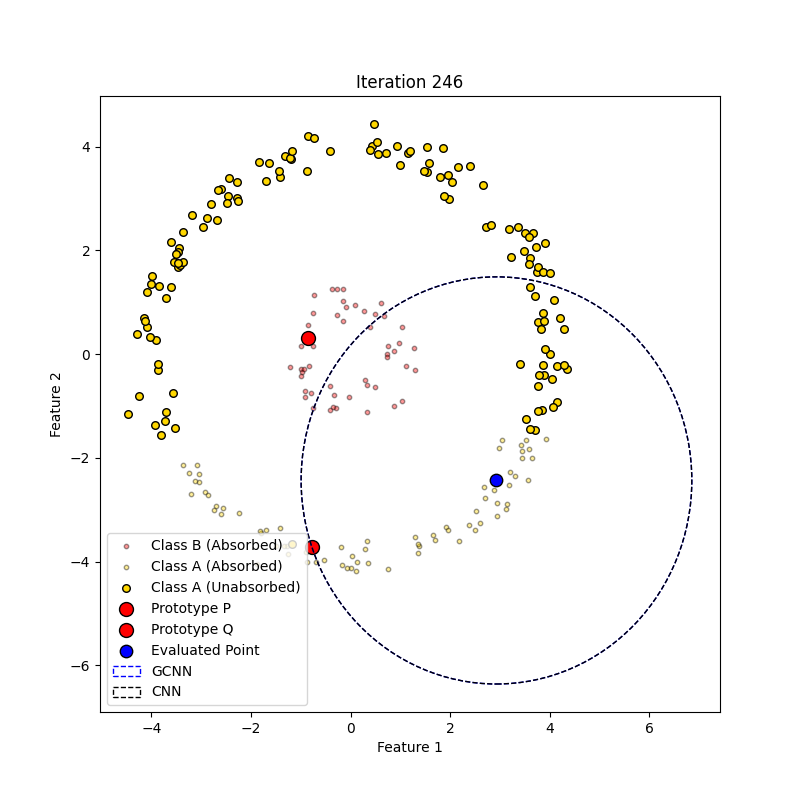 Iteration 246
4
2
0
−2
−4
−6
Feature 2
Class B (Absorbed)
Class A (Absorbed)
Class A (Unabsorbed)
Prototype P
Prototype Q
Evaluated Point
GCNN
CNN
−4
−2
0
2
4
6
Feature 1